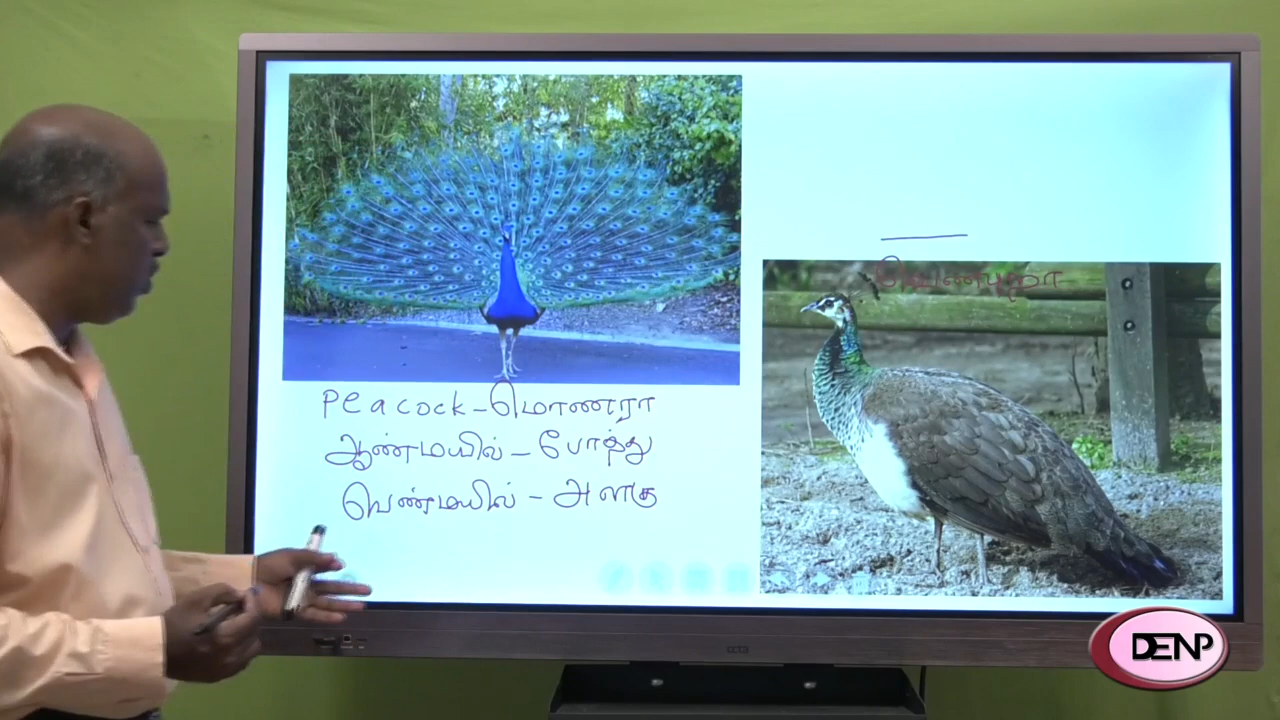 Peacock - மொணரா
ஆண்மயில் - போத்து
பெண்மயில் - அளகு
DENP